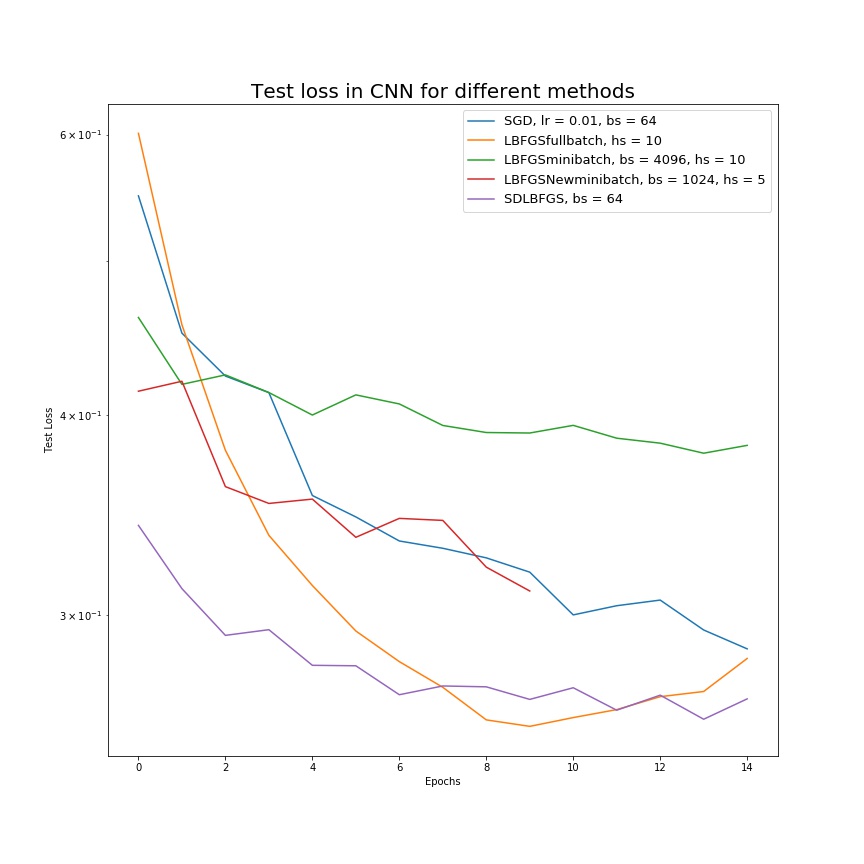 Test loss in CNN for different methods
SGD, lr = 0.01, bs = 64
LBFGSfullbatch, hs = 10
LBFGSminibatch, bs = 4096, hs = 10
LBFGSNewminibatch, bs = 1024, hs = 5
SDLBFGS, bs = 64
6 × 10⁻¹
4 × 10⁻¹
3 × 10⁻¹
Test Loss
0 2 4 6 8 10 12 14
Epochs